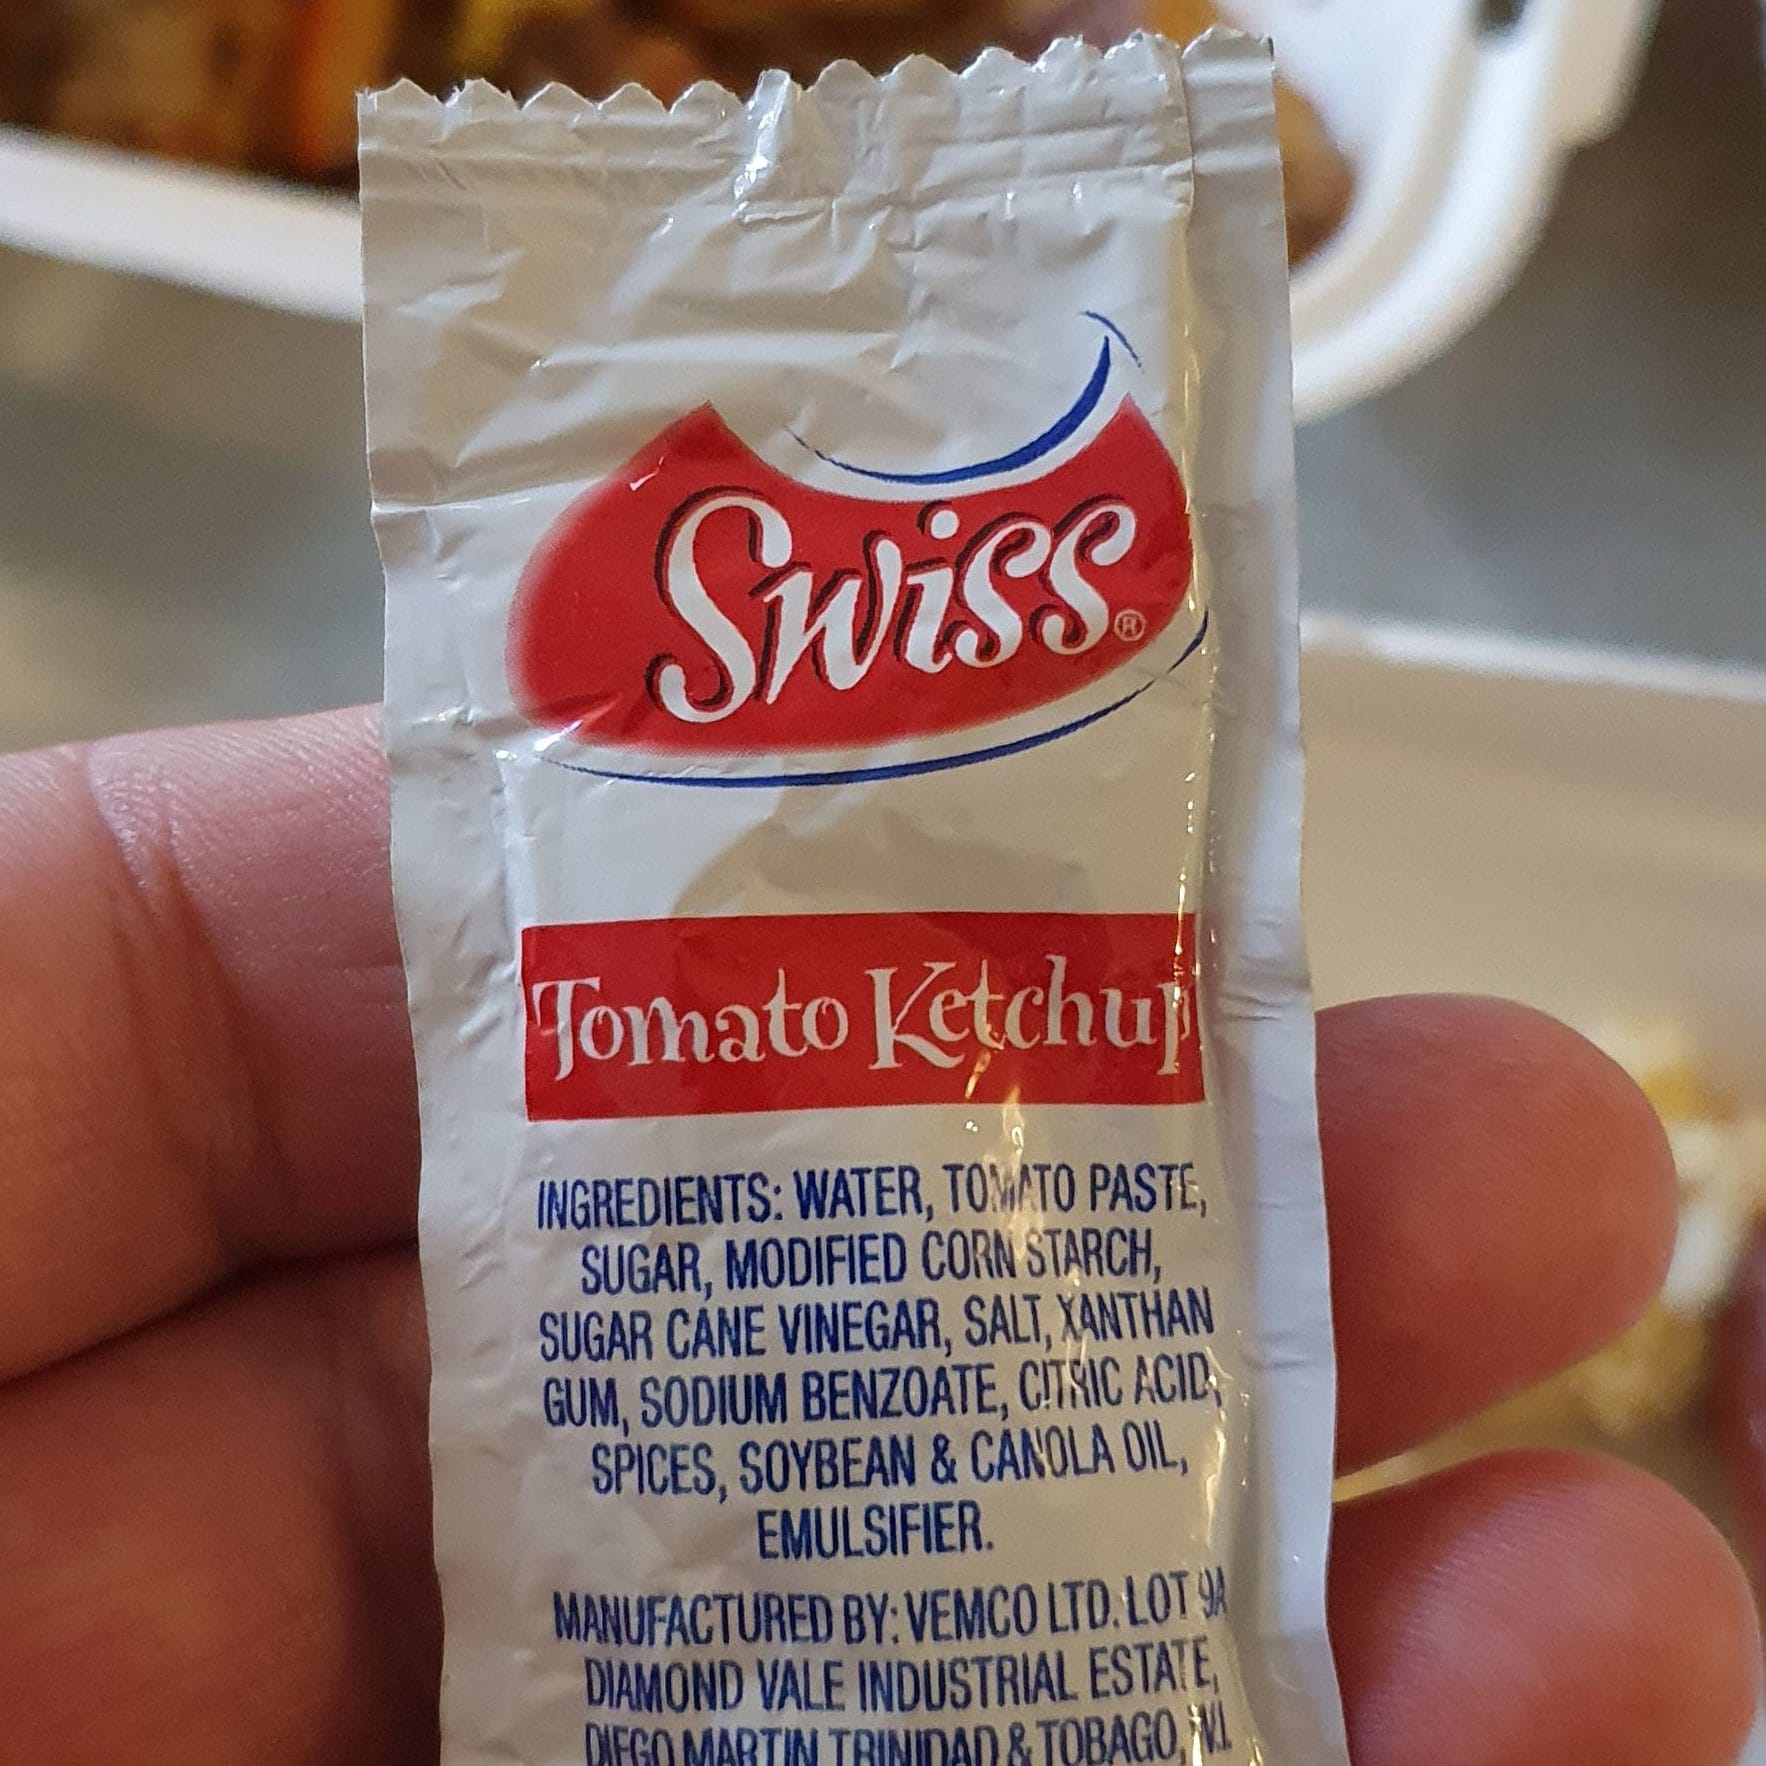 Swiss®
Tomato Ketchup
INGREDIENTS: WATER, TOMATO PASTE,
SUGAR, MODIFIED CORN STARCH,
SUGAR CANE VINEGAR, SALT, XANTHAN
GUM, SODIUM BENZOATE, CITRIC ACID,
SPICES, SOYBEAN & CANOLA OIL,
EMULSIFIER.
MANUFACTURED BY: VEMCO LTD. LOT 9A
DIAMOND VALE INDUSTRIAL ESTATE,
DIEGO MARTIN TRINIDAD & TOBAGO, W.I.